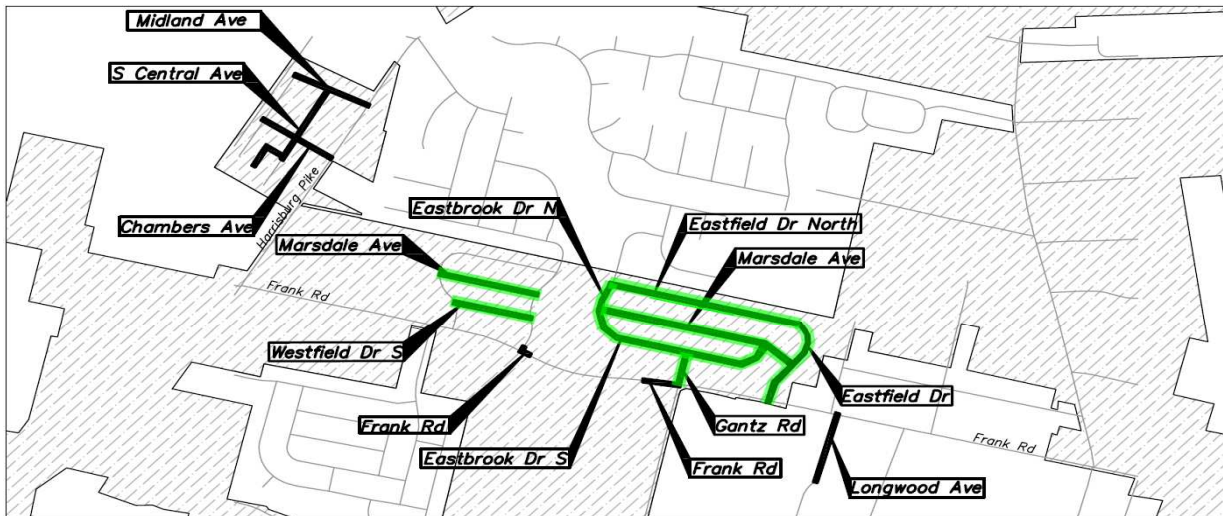 Midland Ave
S Central Ave
Chambers Ave
Harrisburg Pike
Eastbrook Dr N
Eastfield Dr North
Marsdale Ave
Marsdale Ave
Frank Rd
Westfield Dr S
Eastfield Dr
Frank Rd
Gantz Rd
Frank Rd
Eastbrook Dr S
Frank Rd
Longwood Ave